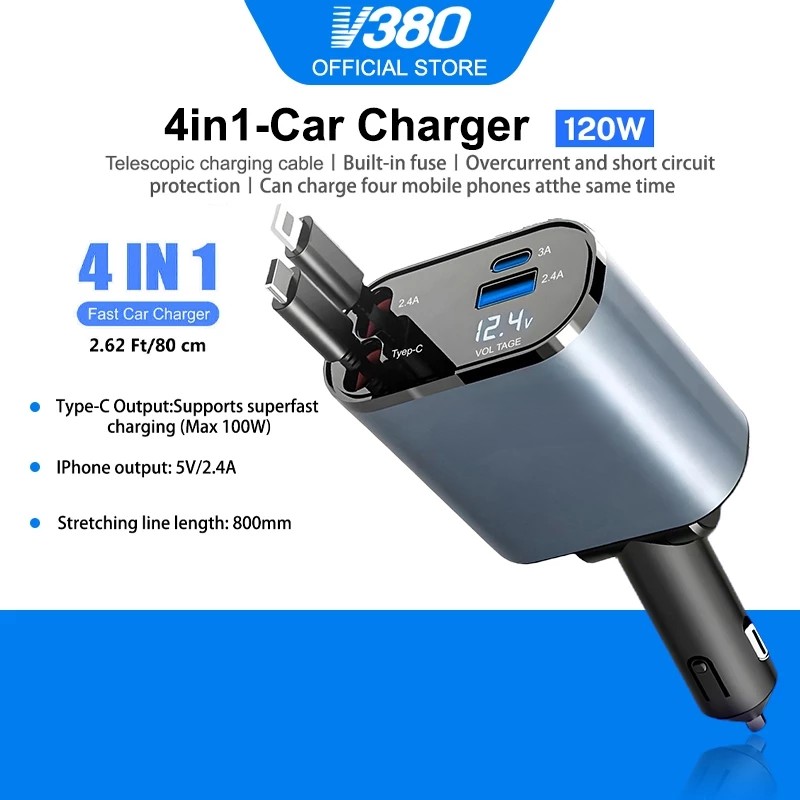 V380
OFFICIAL STORE
4in1-Car Charger 120W
Telescopic charging cable | Built-in fuse | Overcurrent and short circuit
protection | Can charge four mobile phones atthe same time
4 IN 1
Fast Car Charger
2.62 Ft/80 cm
Type-C Output:Supports superfast
charging (Max 100W)
IPhone output: 5V/2.4A
Stretching line length: 800mm
3A
2.4A
2.4A
12.4v
VOL TAGE
Tyep-C